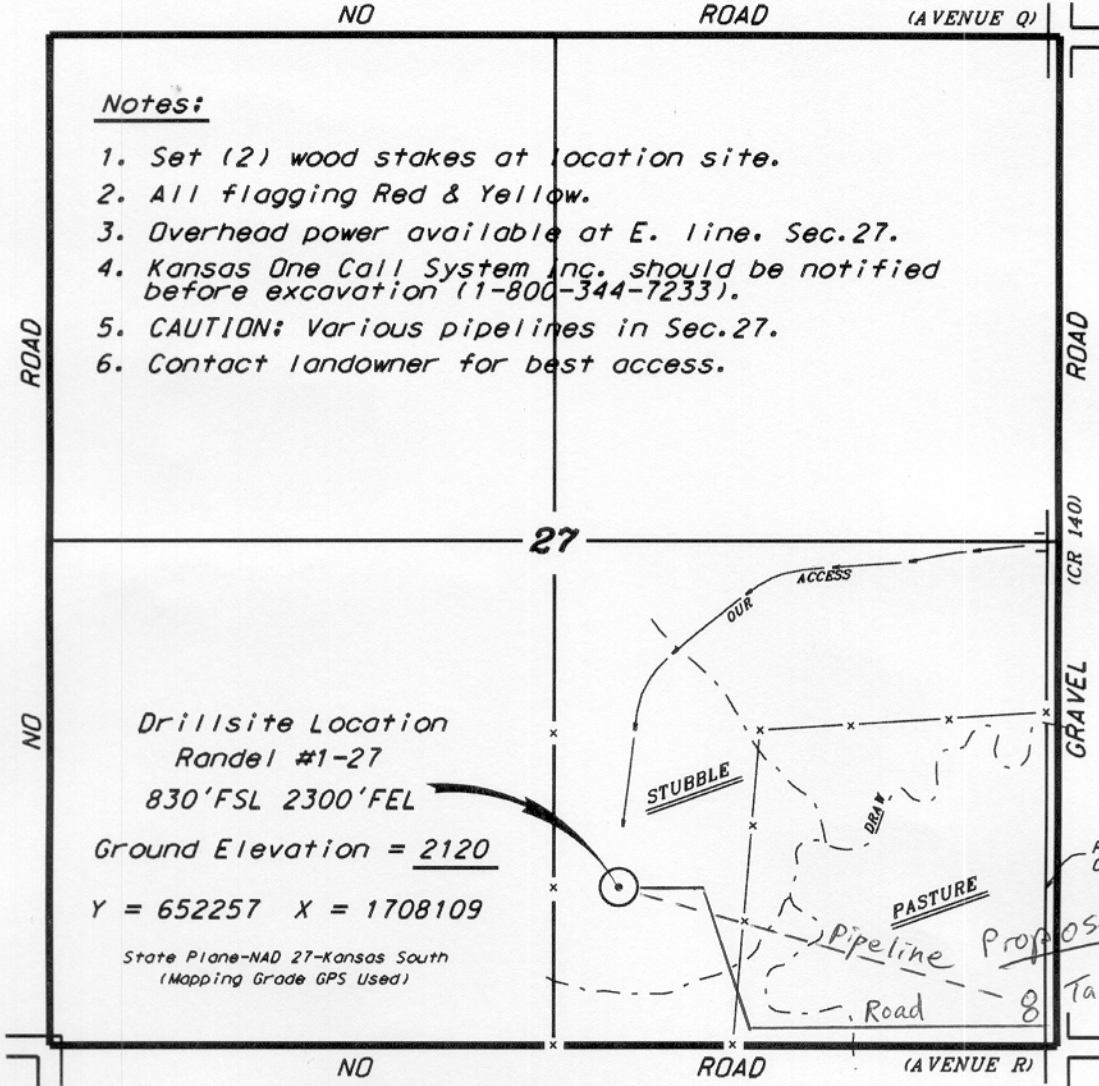 NO ROAD (AVENUE Q)
Notes:
1. Set (2) wood stakes at location site.
2. All flagging Red & Yellow.
3. Overhead power available at E. line. Sec.27.
4. Kansas One Call System Inc. should be notified
before excavation (1-800-344-7233).
5. CAUTION: Various pipelines in Sec.27.
6. Contact landowner for best access.
ROAD
ROAD
27
(CR 140)
OUR ACCESS
NO
GRAVEL
Drillsite Location
Randel #1-27
830'FSL 2300'FEL
Ground Elevation = 2120
Y = 652257 X = 1708109
State Plane-NAD 27-Kansas South
(Mapping Grade GPS Used)
STUBBLE
DRAW
PASTURE
Pipeline
Road
8
NO ROAD (AVENUE R)